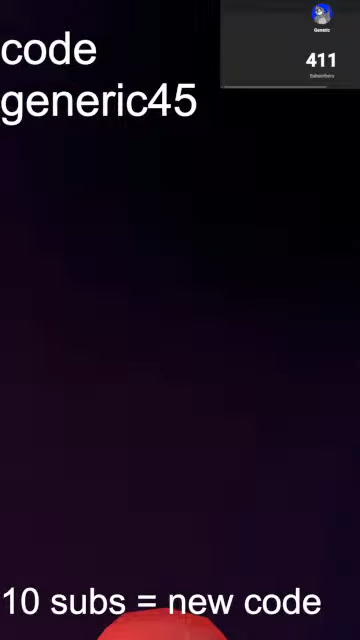 code
generic45
Generic
411
Subscribers
10 subs = new code